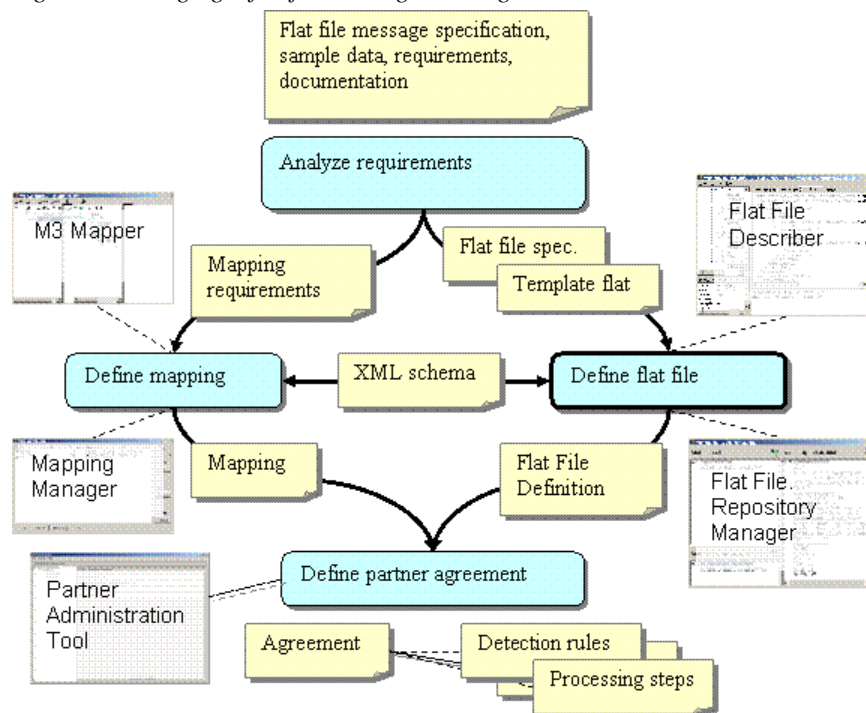 Flat file message specification,
sample data, requirements,
documentation
Analyze requirements
M3 Mapper
Flat File
Describer
Mapping
requirements
Flat file spec.
Template flat
Define mapping
XML schema
Define flat file
Mapping
Manager
Mapping
Flat File
Definition
Flat File.
Repository
Manager
Define partner agreement
Partner
Administration
Tool
Agreement
Detection rules
Processing steps